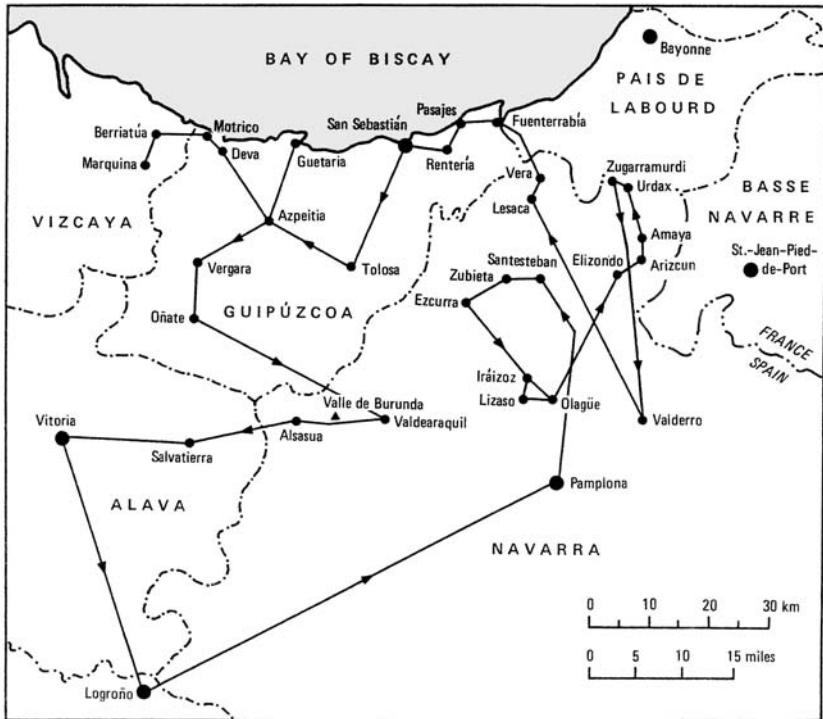 BAY OF BISCAY
Bayonne
PAIS DE
LABOURD
Pasajes
Fuenterrabía
San Sebastián
Motrico
Berriatúa
Deva
Guetaria
Rentería
Marquina
Zugarramurdi
Urdax
Vera
Lesaca
BASSE
NAVARRE
VIZCAYA
Azpeitia
Amaya
St.-Jean-Pied-
de-Port
Vergara
Tolosa
Santesteban
Elizondo
Arizcun
Zubieta
Ezcurra
Oñate
GUIPÚZCOA
FRANCE
SPAIN
Iráizoz
Lizaso
Olagüe
Valle de Burunda
Vitoria
Valdearaquil
Valderro
Salvatierra
Alsasua
Pamplona
ALAVA
NAVARRA
0 10 20 30 km
0 5 10 15 miles
Logroño